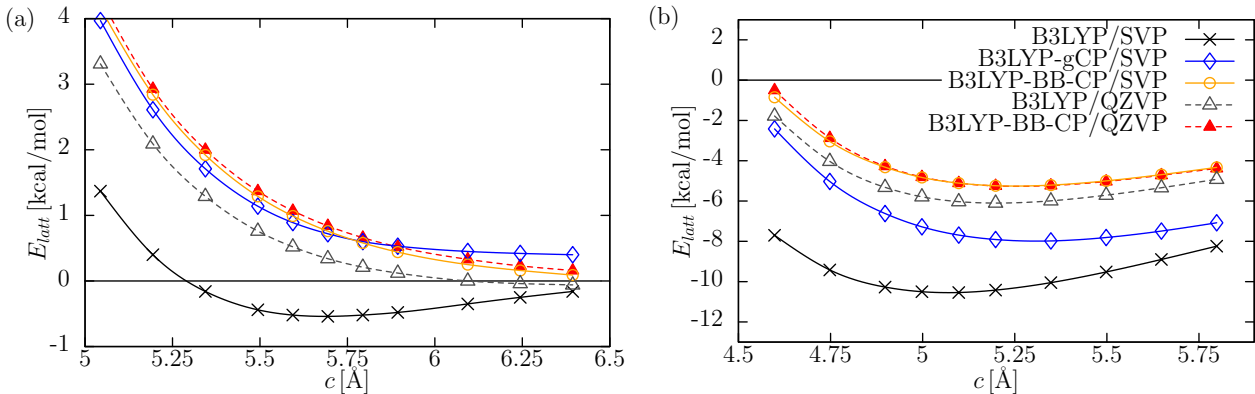 (a)
4
3
2
1
0
-1
E_latt [kcal/mol]
5
5.25
5.5
5.75
6
6.25
6.5
c [Å]
(b)
2
0
-2
-4
-6
-8
-10
-12
E_latt [kcal/mol]
4.5
4.75
5
5.25
5.5
5.75
c [Å]
B3LYP/SVP
B3LYP-gCP/SVP
B3LYP-BB-CP/SVP
B3LYP/QZVP
B3LYP-BB-CP/QZVP